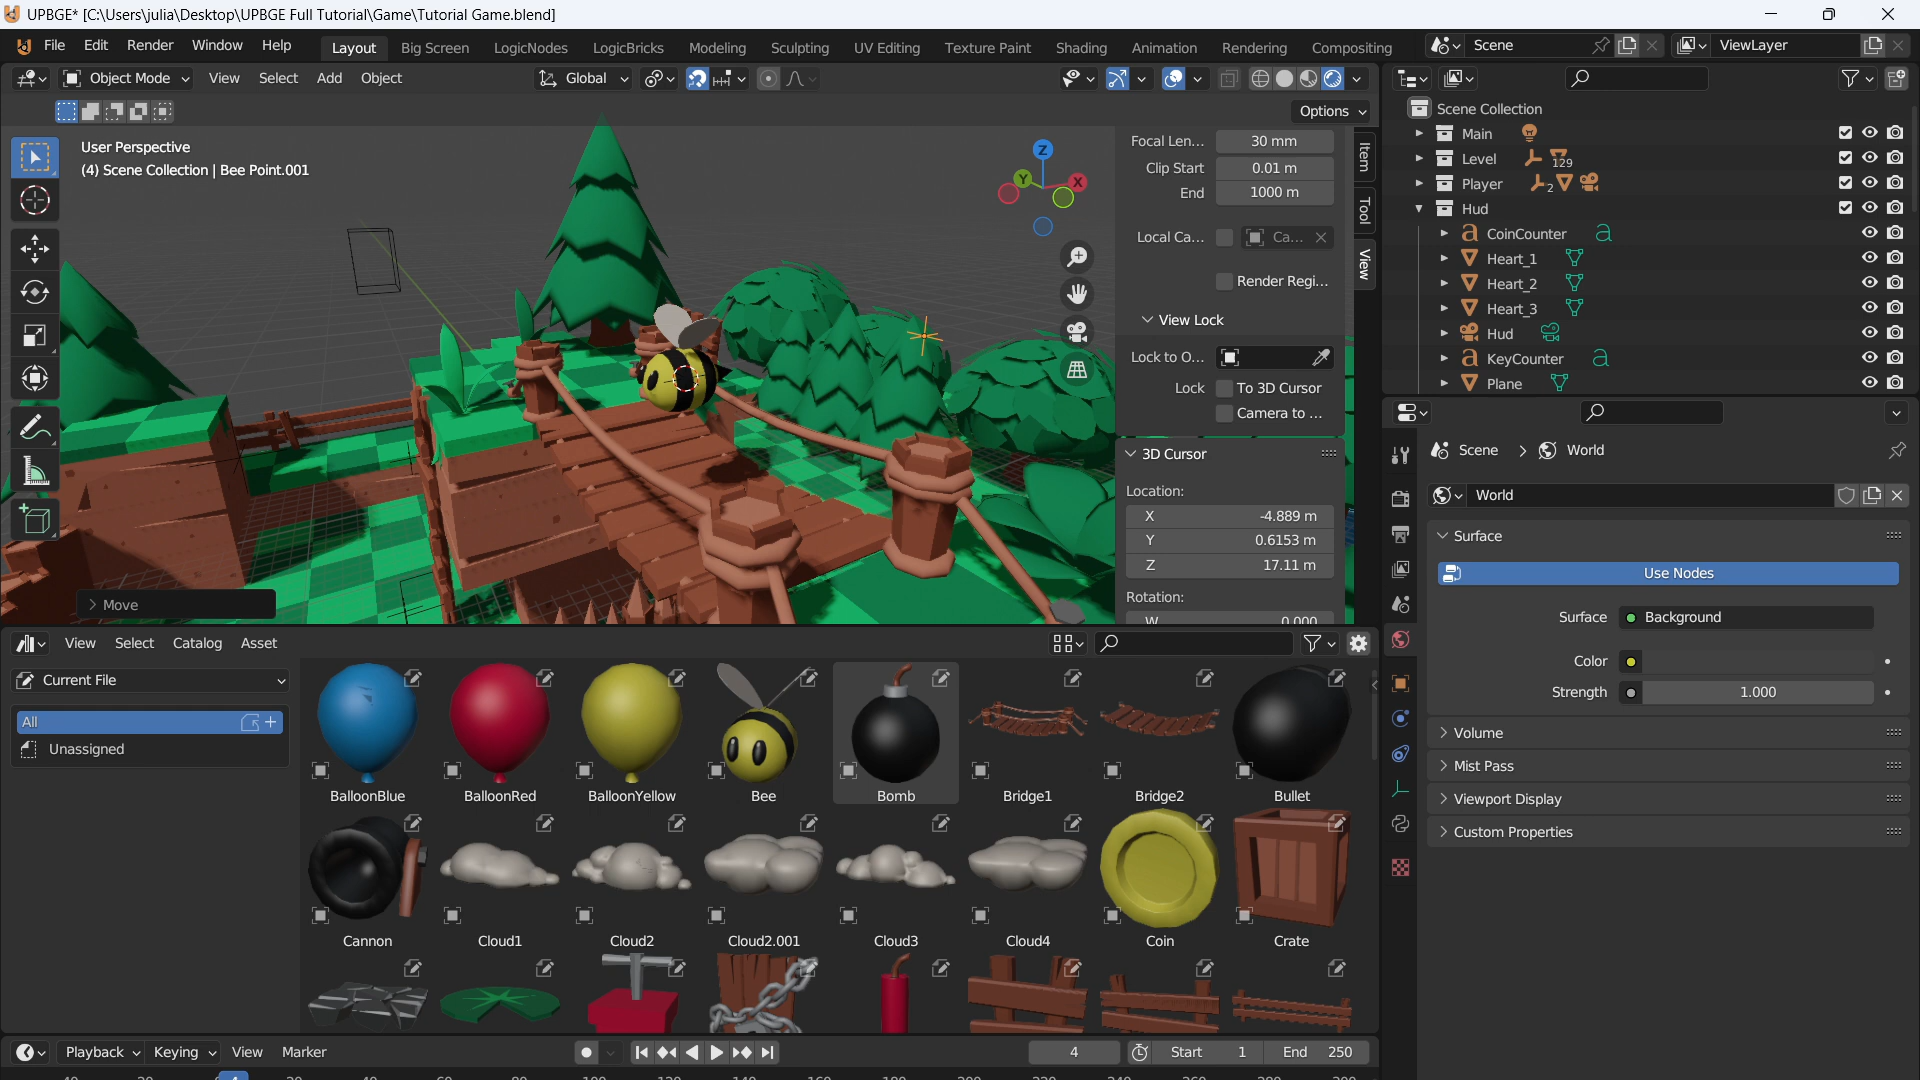 UPBGE* [C:\Users\julia\Desktop\UPBGE Full Tutorial\Game\Tutorial Game.blend]
File Edit Render Window Help Layout Big Screen LogicNodes LogicBricks Modeling Sculpting UV Editing Texture Paint Shading Animation Rendering Compositing Scene ViewLayer
Object Mode View Select Add Object Global
Options
User Perspective
(4) Scene Collection | Bee Point.001
Z
Y
X
Focal Len... 30 mm
Clip Start 0.01 m
End 1000 m
Local Ca... Ca...
Render Regi...
View Lock
Lock to O...
Lock To 3D Cursor
Camera to ...
3D Cursor
Location:
X -4.889 m
Y 0.6153 m
Z 17.11 m
Rotation:
W 0.000
Item
Tool
View
Move
Scene Collection
Main
Level 129
Player 2
Hud
CoinCounter
Heart_1
Heart_2
Heart_3
Hud
KeyCounter
Plane
Scene World
World
Surface
Use Nodes
Surface Background
Color
Strength 1.000
Volume
Mist Pass
Viewport Display
Custom Properties
View Select Catalog Asset
Current File
All
Unassigned
BalloonBlue BalloonRed BalloonYellow Bee Bomb Bridge1 Bridge2 Bullet
Cannon Cloud1 Cloud2 Cloud2.001 Cloud3 Cloud4 Coin Crate
Playback Keying View Marker 4 Start 1 End 250
4